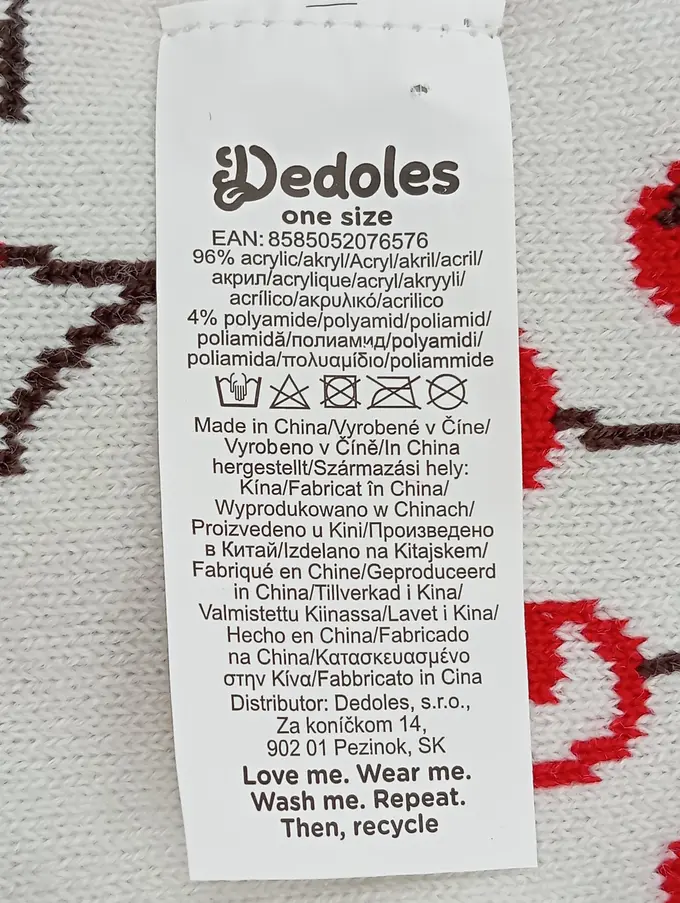 Dedoles
one size
EAN: 8585052076576
96% acrylic/akryl/Acryl/akril/acril/
акрил/acrylique/acryl/akryyli/
acrílico/ακρυλικό/acrilico
4% polyamide/polyamid/poliamid/
poliamidă/полиамид/polyamidi/
poliamida/πολυαμίδιο/poliammide
Made in China/Vyrobené v Číne/
Vyrobeno v Číně/In China
hergestellt/Származási hely:
Kína/Fabricat în China/
Wyprodukowano w Chinach/
Proizvedeno u Kini/Произведено
в Китай/Izdelano na Kitajskem/
Fabriqué en Chine/Geproduceerd
in China/Tillverkad i Kina/
Valmistettu Kiinassa/Lavet i Kina/
Hecho en China/Fabricado
na China/Κατασκευασμένο
στην Κίνα/Fabbricato in Cina
Distributor: Dedoles, s.r.o.,
Za koníčkom 14,
902 01 Pezinok, SK
Love me. Wear me.
Wash me. Repeat.
Then, recycle